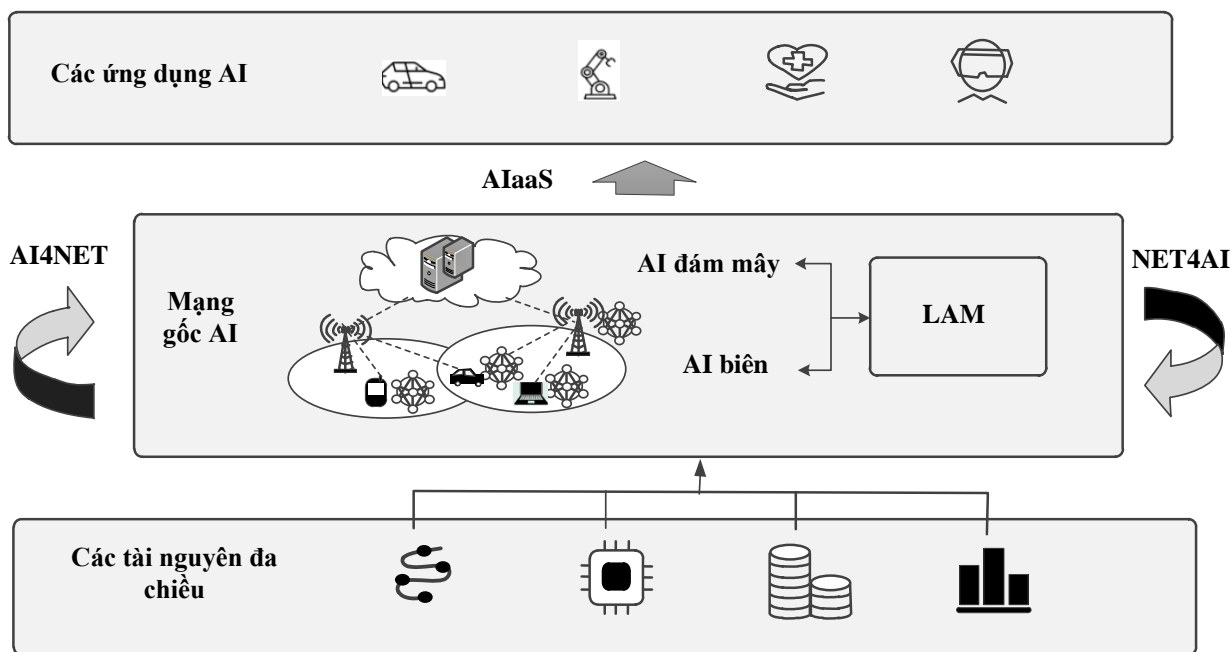 Các ứng dụng AI
AIaaS
AI4NET
NET4AI
Mạng
gốc AI
AI đám mây
LAM
AI biên
Các tài nguyên đa
chiều